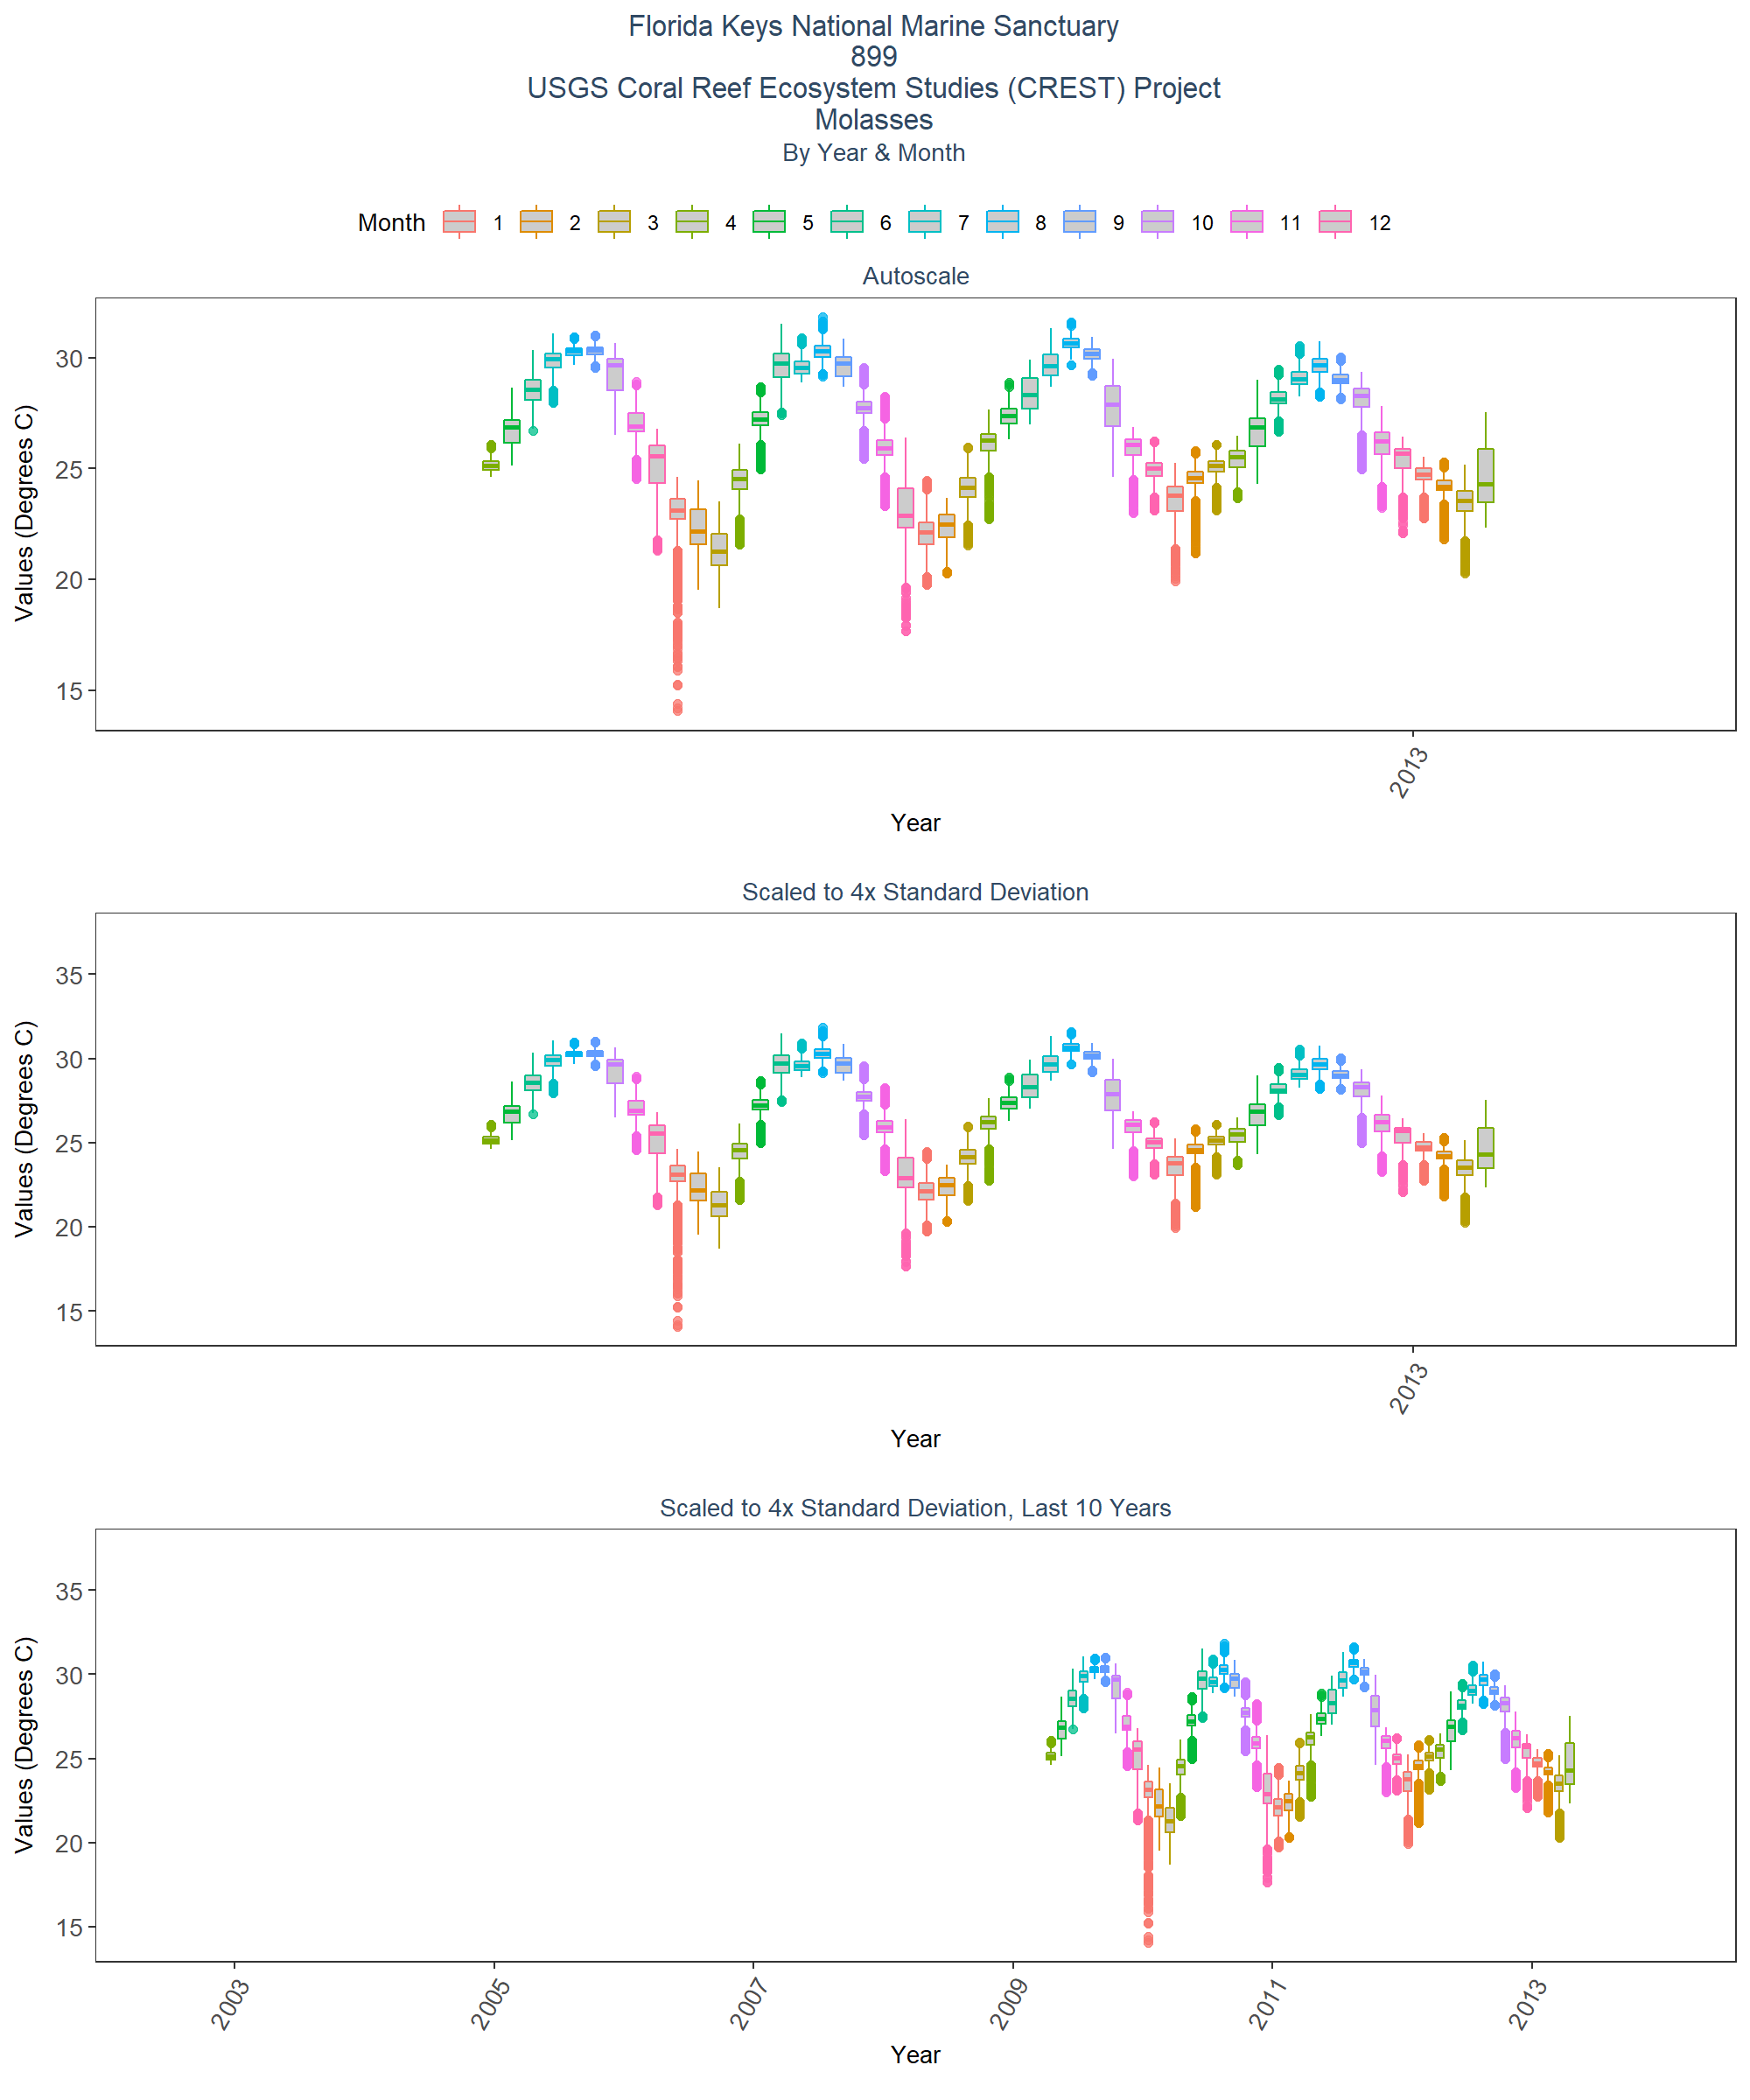 Florida Keys National Marine Sanctuary
899
USGS Coral Reef Ecosystem Studies (CREST) Project
Molasses
By Year & Month
Month 1 2 3 4 5 6 7 8 9 10 11 12
Autoscale
Values (Degrees C)
30
25
20
15
2013
Year
Scaled to 4x Standard Deviation
Values (Degrees C)
35
30
25
20
15
2013
Year
Scaled to 4x Standard Deviation, Last 10 Years
Values (Degrees C)
35
30
25
20
15
2003 2005 2007 2009 2011 2013
Year